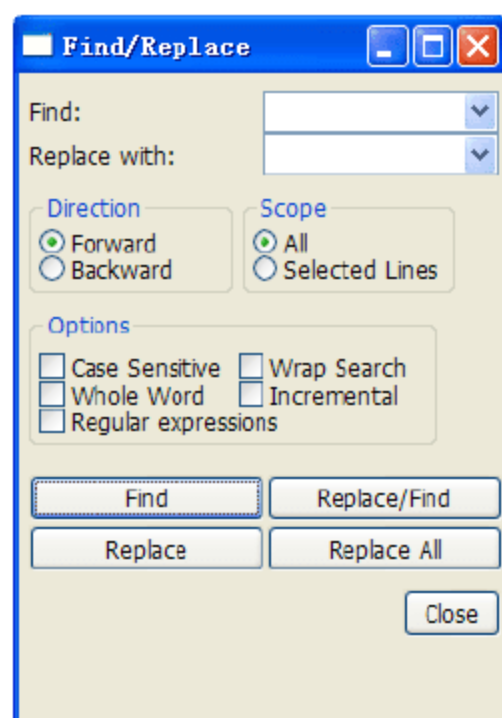 Find/Replace
Find:
Replace with:
Direction
Forward
Backward
Scope
All
Selected Lines
Options
Case Sensitive
Wrap Search
Whole Word
Incremental
Regular expressions
Find
Replace/Find
Replace
Replace All
Close